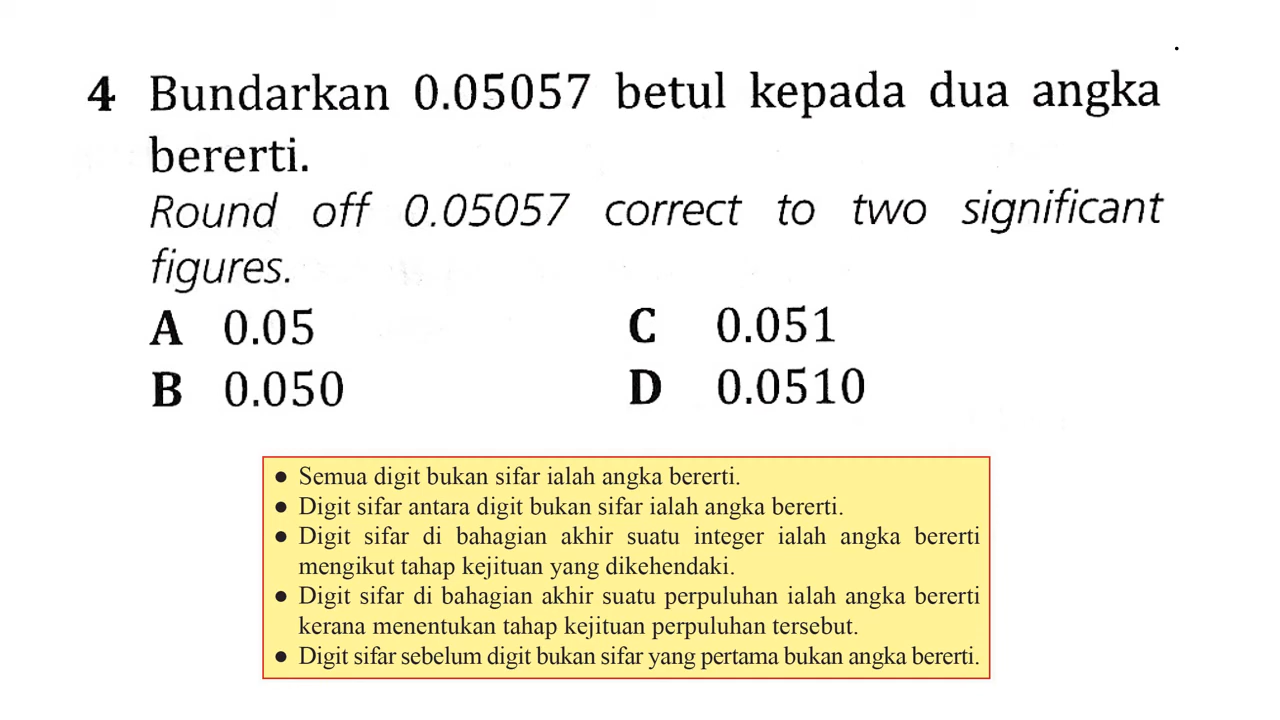 4 Bundarkan 0.05057 betul kepada dua angka
bererti.
Round off 0.05057 correct to two significant
figures.
A 0.05 C 0.051
B 0.050 D 0.0510
● Semua digit bukan sifar ialah angka bererti.
● Digit sifar antara digit bukan sifar ialah angka bererti.
● Digit sifar di bahagian akhir suatu integer ialah angka bererti
mengikut tahap kejituan yang dikehendaki.
● Digit sifar di bahagian akhir suatu perpuluhan ialah angka bererti
kerana menentukan tahap kejituan perpuluhan tersebut.
● Digit sifar sebelum digit bukan sifar yang pertama bukan angka bererti.